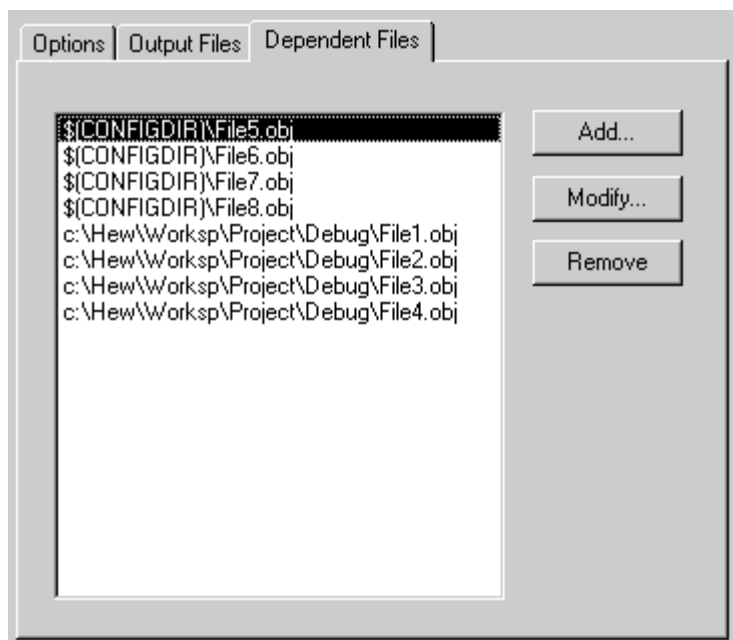 Options Output Files Dependent Files
$(CONFIGDIR)\File5.obj
Add...
$(CONFIGDIR)\File6.obj
$(CONFIGDIR)\File7.obj
Modify...
$(CONFIGDIR)\File8.obj
c:\Hew\Worksp\Project\Debug\File1.obj
c:\Hew\Worksp\Project\Debug\File2.obj
Remove
c:\Hew\Worksp\Project\Debug\File3.obj
c:\Hew\Worksp\Project\Debug\File4.obj